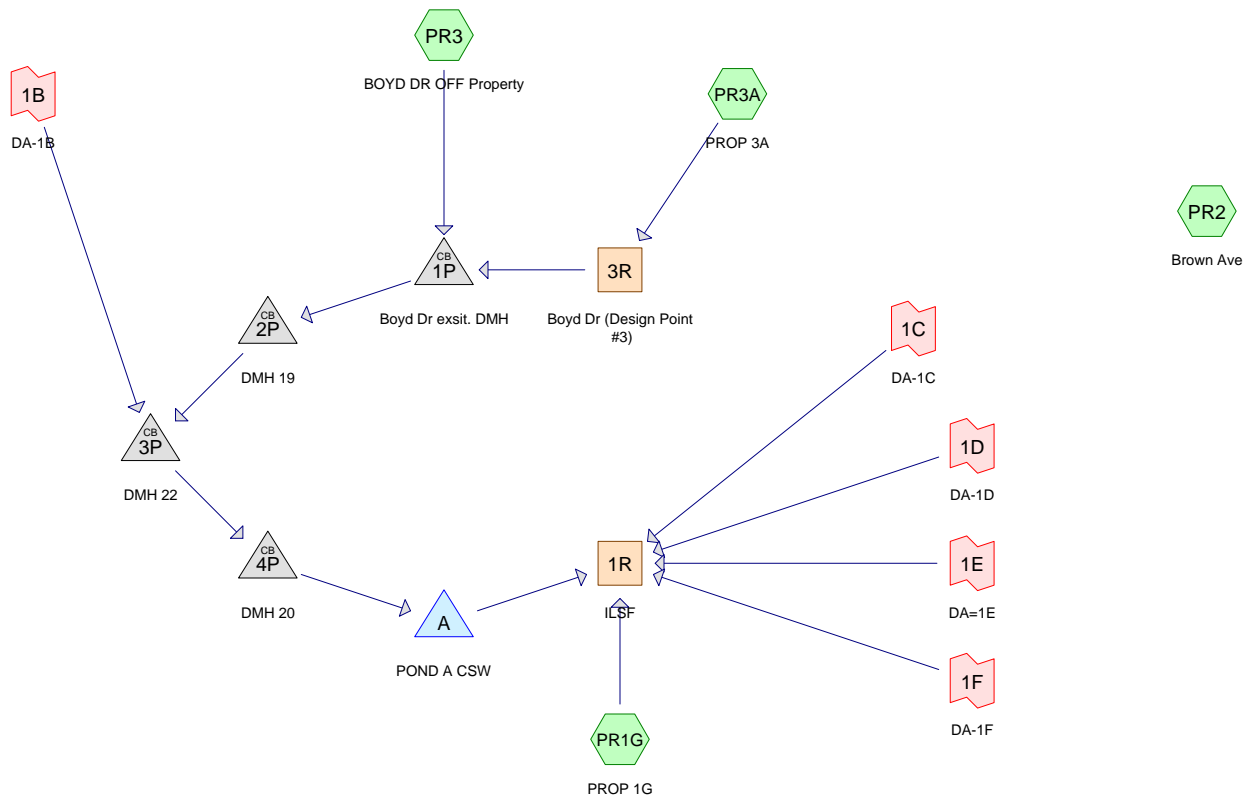 PR3
BOYD DR OFF Property
1B
DA-1B
PR3A
PROP 3A
PR2
Brown Ave
CB
1P
Boyd Dr exsit. DMH
3R
Boyd Dr (Design Point
#3)
CB
2P
DMH 19
1C
DA-1C
CB
3P
DMH 22
1D
DA-1D
CB
4P
DMH 20
1R
ILSF
1E
DA=1E
A
POND A CSW
1F
DA-1F
PR1G
PROP 1G